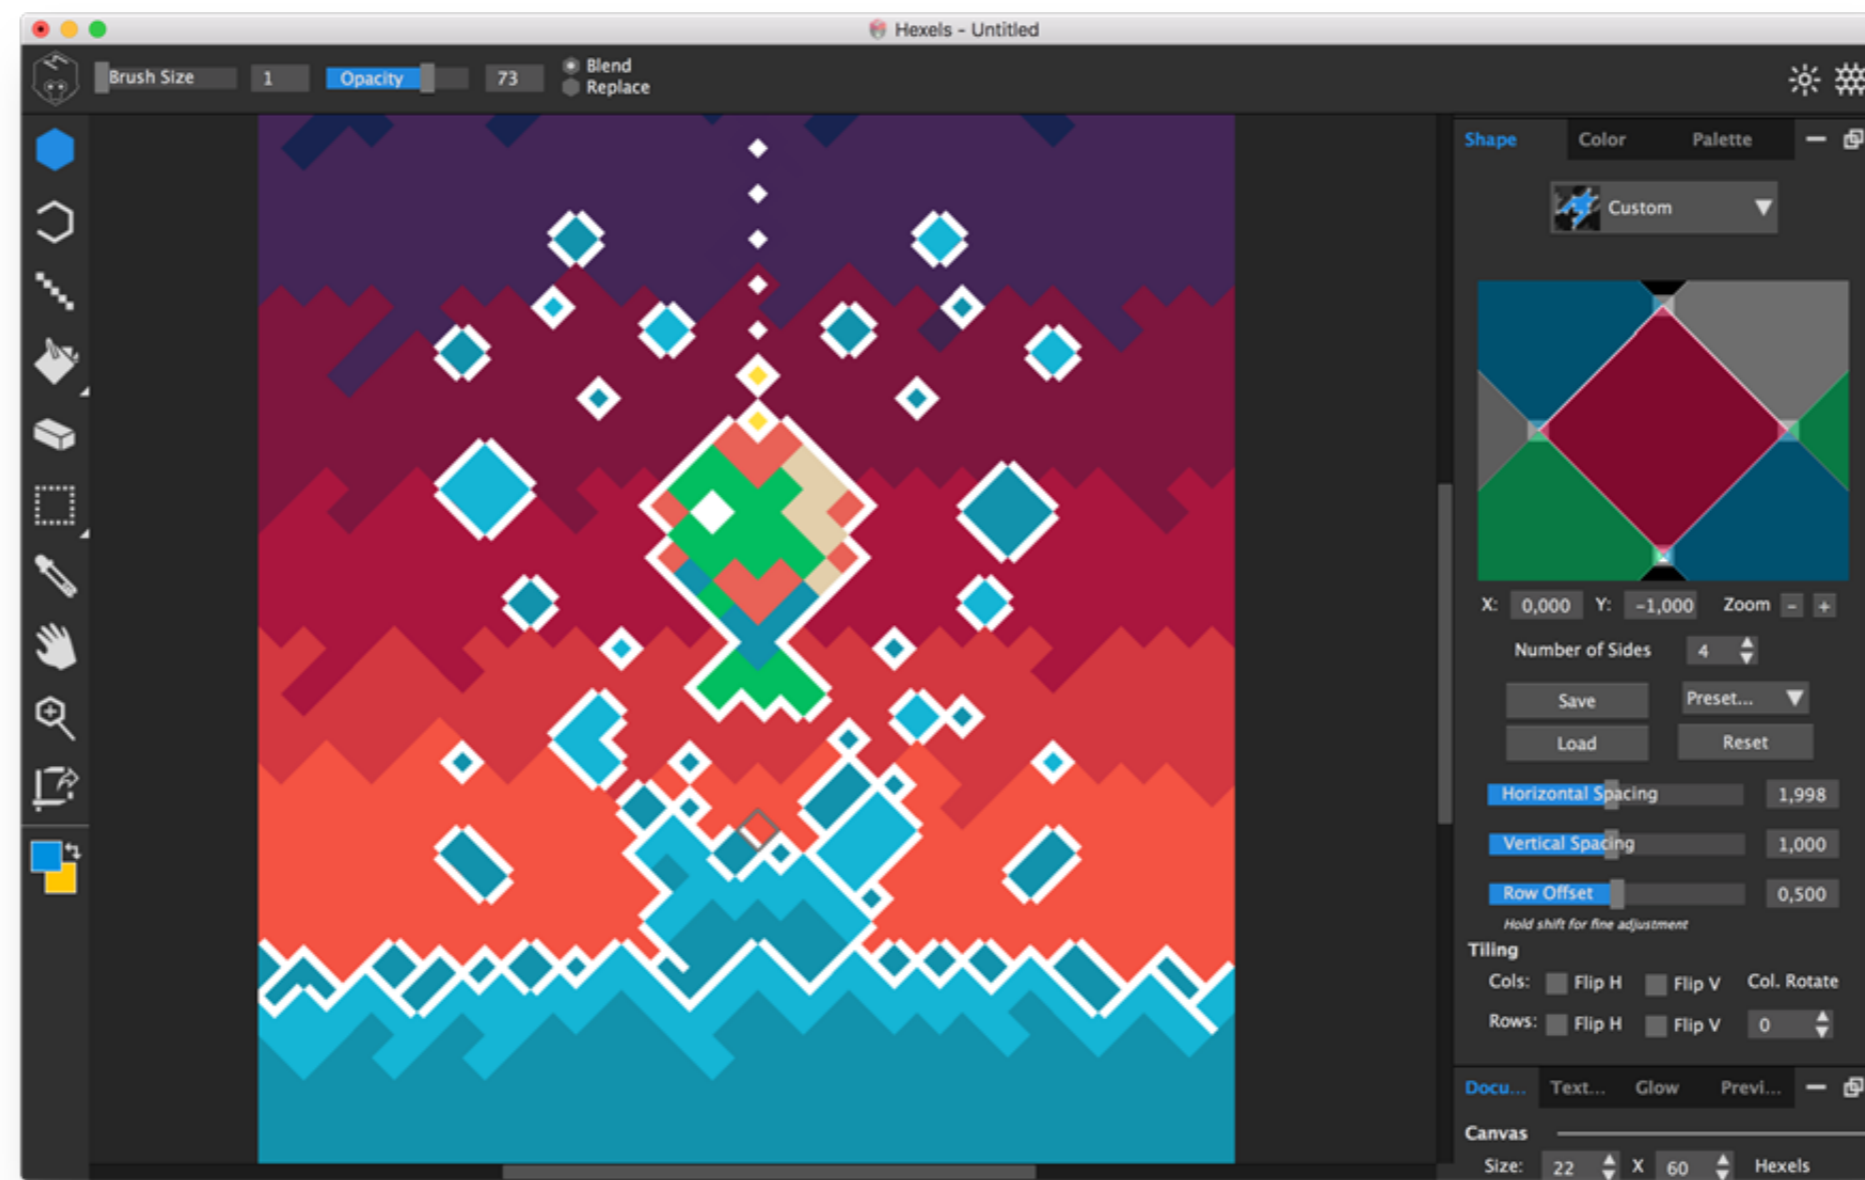 Hexels - Untitled
Brush Size 1 Opacity 73 Blend
Replace
Shape Color Palette
Custom
X: 0,000 Y: -1,000 Zoom - +
Number of Sides 4
Save Preset...
Load Reset
Horizontal Spacing 1,998
Vertical Spacing 1,000
Row Offset 0,500
Hold shift for fine adjustment
Tiling
Cols: Flip H Flip V Col. Rotate
Rows: Flip H Flip V 0
Docu... Text... Glow Previ...
Canvas
Size: 22 X 60 Hexels